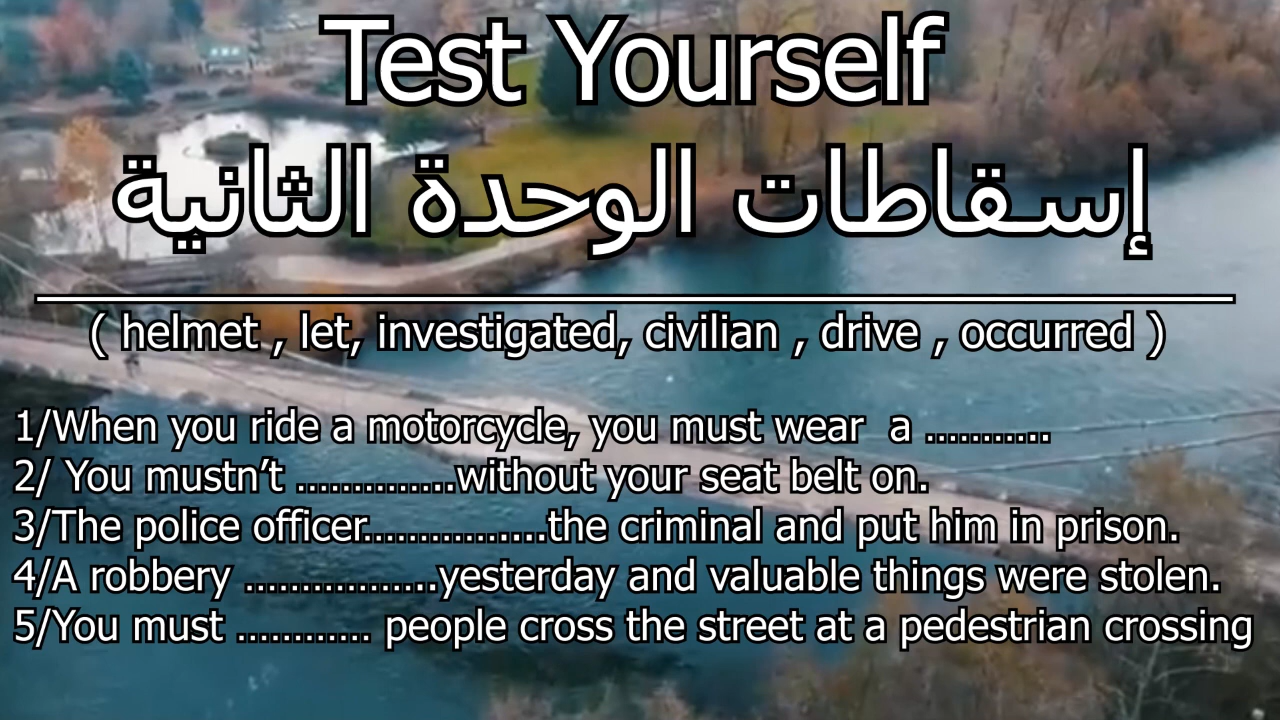 Test Yourself
إسقاطات الوحدة الثانية
( helmet , let, investigated, civilian , drive , occurred )
1/When you ride a motorcycle, you must wear  a ...........
2/ You mustn’t ..............without your seat belt on.
3/The police officer................the criminal and put him in prison.
4/A robbery .................yesterday and valuable things were stolen.
5/You must ............ people cross the street at a pedestrian crossing